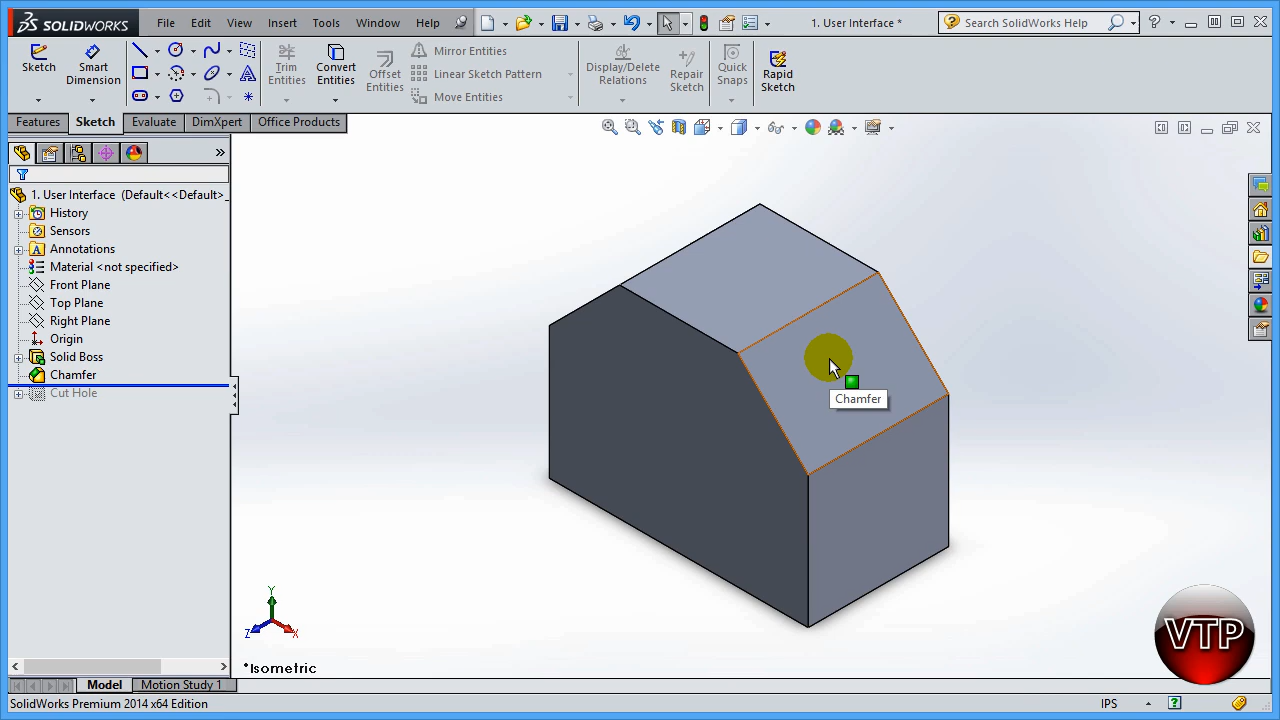 SOLIDWORKS File Edit View Insert Tools Window Help 1. User Interface * Search SolidWorks Help
Sketch Smart Dimension Trim Entities Convert Entities Offset Entities Mirror Entities Linear Sketch Pattern Move Entities Display/Delete Relations Repair Sketch Quick Snaps Rapid Sketch
Features Sketch Evaluate DimXpert Office Products
1. User Interface (Default<<Default>_
History
Sensors
Annotations
Material <not specified>
Front Plane
Top Plane
Right Plane
Origin
Solid Boss
Chamfer
Cut Hole
Chamfer
Y
Z X
*Isometric
VTP
Model Motion Study 1
SolidWorks Premium 2014 x64 Edition IPS